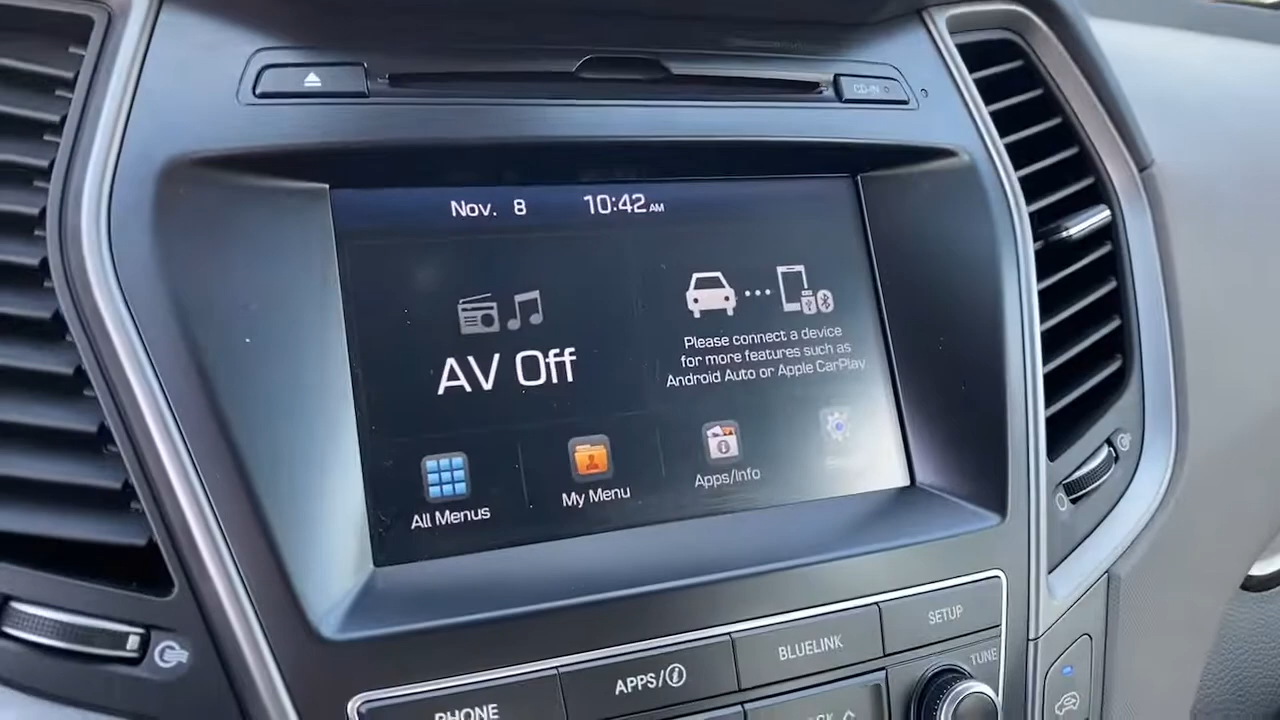 CD-IN
Nov. 8 10:42 AM
AV Off
Please connect a device
for more features such as
Android Auto or Apple CarPlay
All Menus
My Menu
Apps/Info
PHONE
APPS/i
BLUELINK
SETUP
TUNE